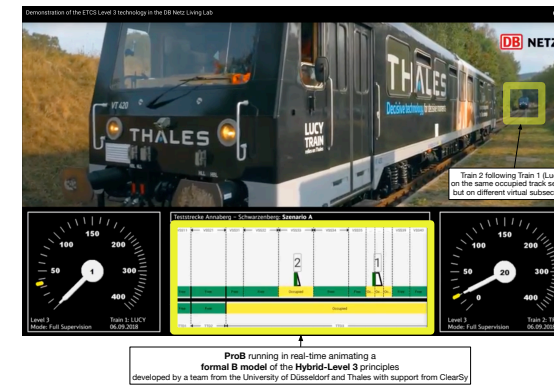 Demonstration of the ETCS Level 3 technology in the DB Netz Living Lab
DB NETZ
THALES
Decisive technology for decisive moments.
VT 420
THALES
LUCY
TRAIN
Train 2 following Train 1 (Lu
on the same occupied track se
but on different virtual subsec
Teststrecke Annaberg – Schwarzenberg: Szenario A
150
100 200
50 1 300
400
Level 3 Train 1: LUCY
Mode: Full Supervision 06.09.2018
2 1
Occupied
Occupied
150
100 200
50 20 300
0 400
Level 3 Train 2: T
Mode: Full Supervision 06.09.201
ProB running in real-time animating a
formal B model of the Hybrid-Level 3 principles
developed by a team from the University of Düsseldorf and Thales with support from ClearSy